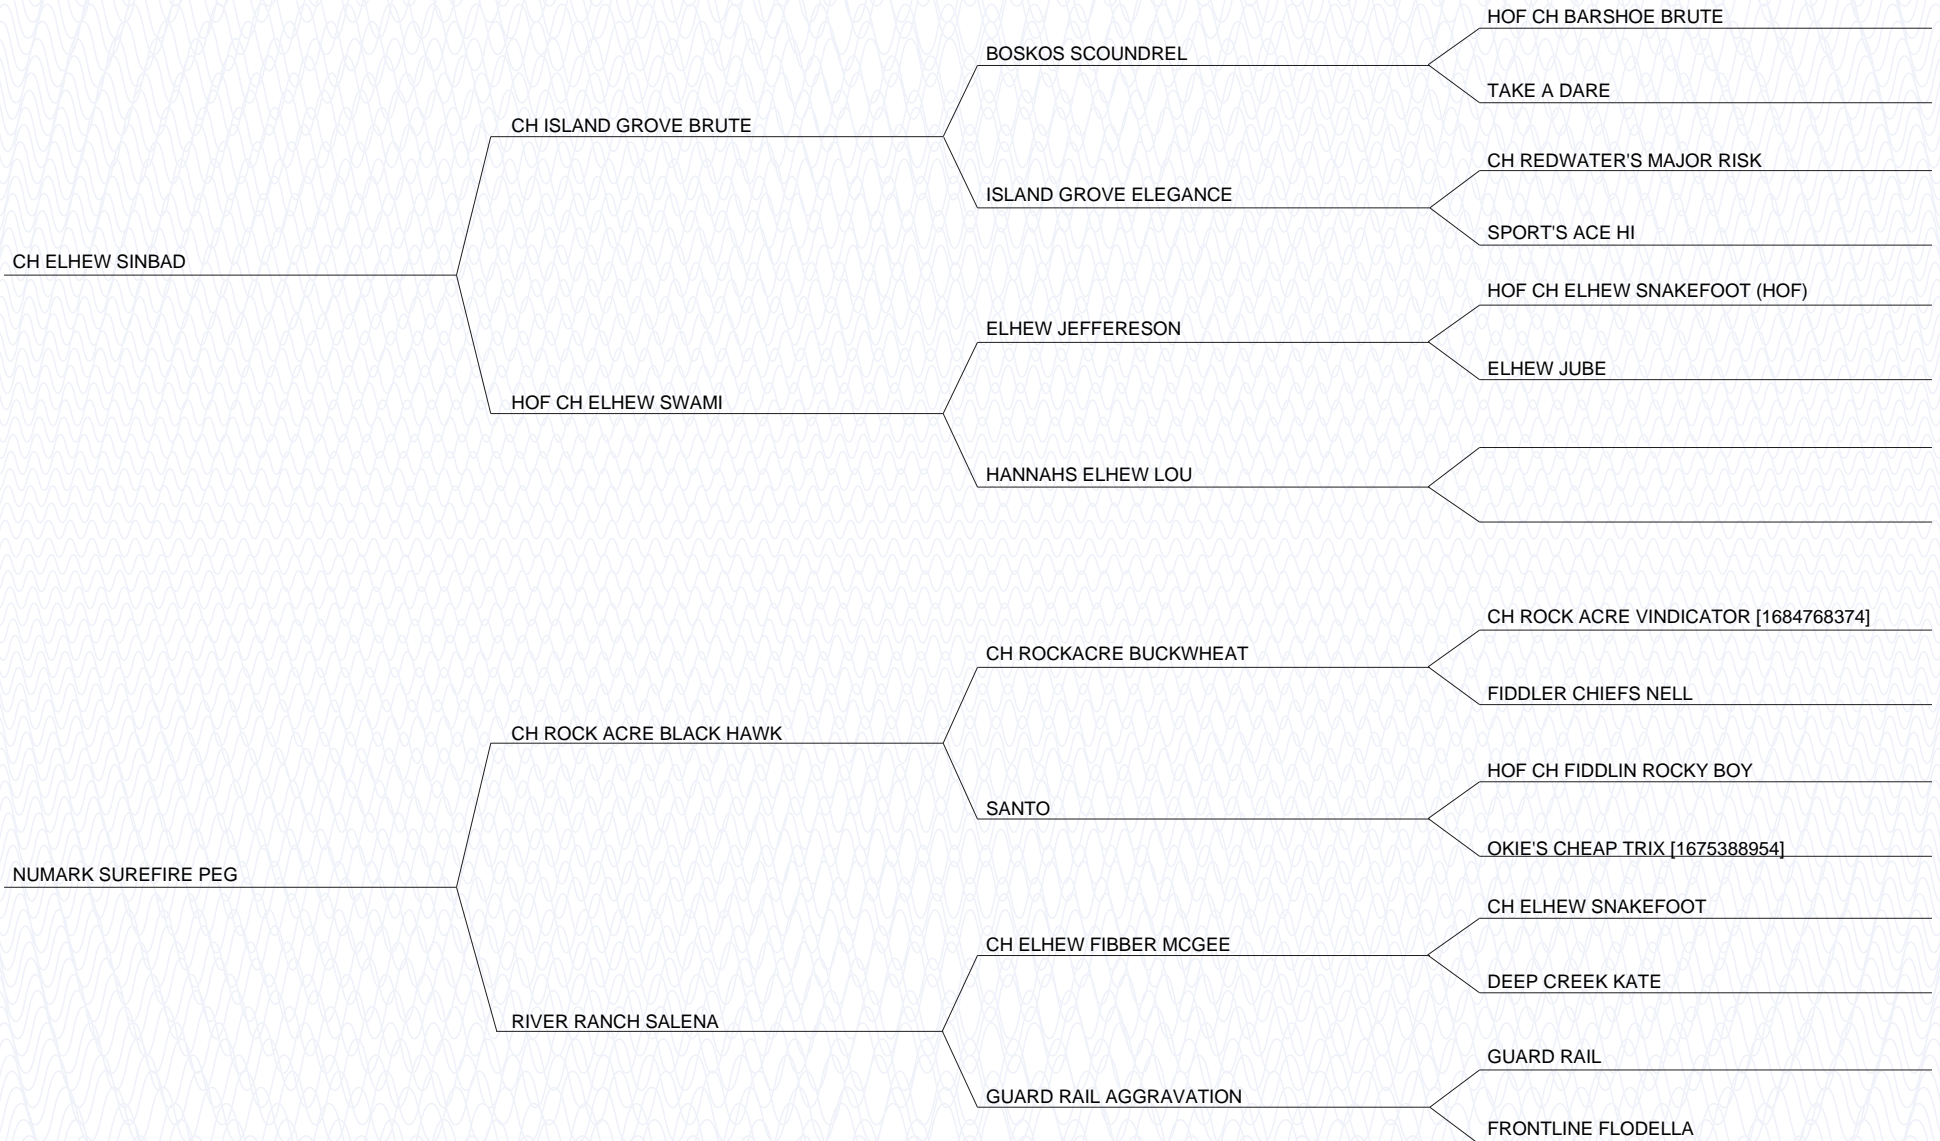 HOF CH BARSHOE BRUTE
BOSKOS SCOUNDREL
TAKE A DARE
CH ISLAND GROVE BRUTE
CH REDWATER'S MAJOR RISK
ISLAND GROVE ELEGANCE
SPORT'S ACE HI
CH ELHEW SINBAD
HOF CH ELHEW SNAKEFOOT (HOF)
ELHEW JEFFERESON
ELHEW JUBE
HOF CH ELHEW SWAMI
HANNAHS ELHEW LOU
CH ROCK ACRE VINDICATOR [1684768374]
CH ROCKACRE BUCKWHEAT
FIDDLER CHIEFS NELL
CH ROCK ACRE BLACK HAWK
HOF CH FIDDLIN ROCKY BOY
SANTO
OKIE'S CHEAP TRIX [1675388954]
NUMARK SUREFIRE PEG
CH ELHEW SNAKEFOOT
CH ELHEW FIBBER MCGEE
DEEP CREEK KATE
RIVER RANCH SALENA
GUARD RAIL
GUARD RAIL AGGRAVATION
FRONTLINE FLODELLA